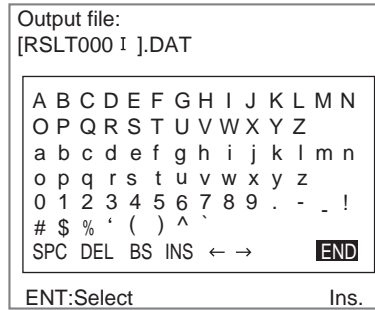 Output file:
[RSLT000 I ].DAT
A B C D E F G H I J K L M N
O P Q R S T U V W X Y Z
a b c d e f g h i j k l m n
o p q r s t u v w x y z
0 1 2 3 4 5 6 7 8 9 . - _ !
# $ % ‘ ( ) ^ `
SPC DEL BS INS ← → END
ENT:Select Ins.